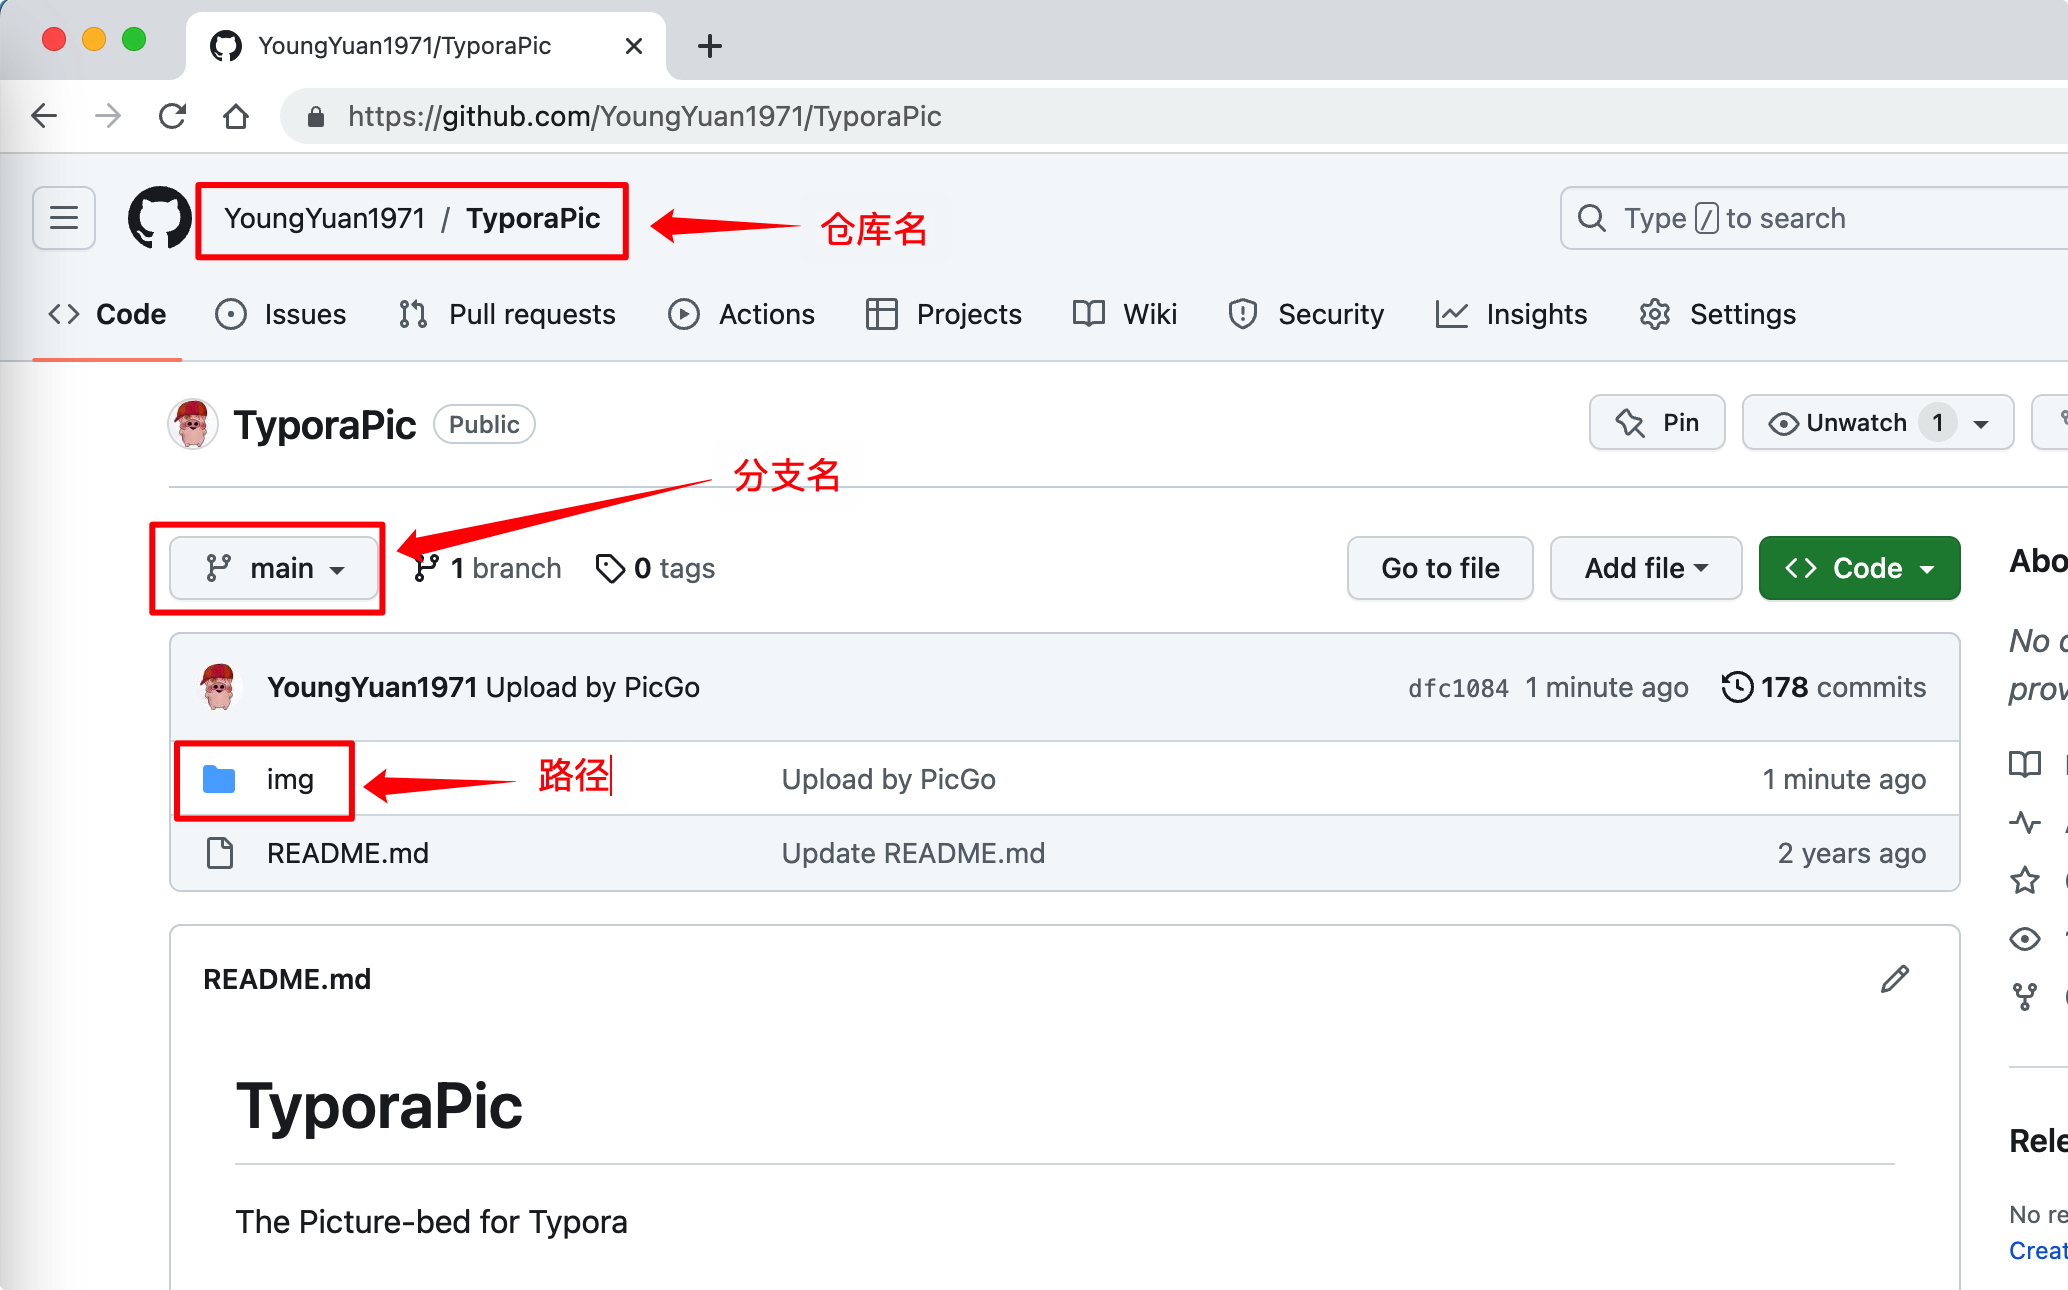 YoungYuan1971/TyporaPic
https://github.com/YoungYuan1971/TyporaPic
YoungYuan1971 / TyporaPic
仓库名
Type / to search
Code Issues Pull requests Actions Projects Wiki Security Insights Settings
TyporaPic Public
Pin Unwatch 1
分支名
main 1 branch 0 tags
Go to file Add file Code
YoungYuan1971 Upload by PicGo dfc1084 1 minute ago 178 commits
img 路径 Upload by PicGo 1 minute ago
README.md Update README.md 2 years ago
README.md
TyporaPic
The Picture-bed for Typora
Abo
No
prov
Rele
No re
Creat